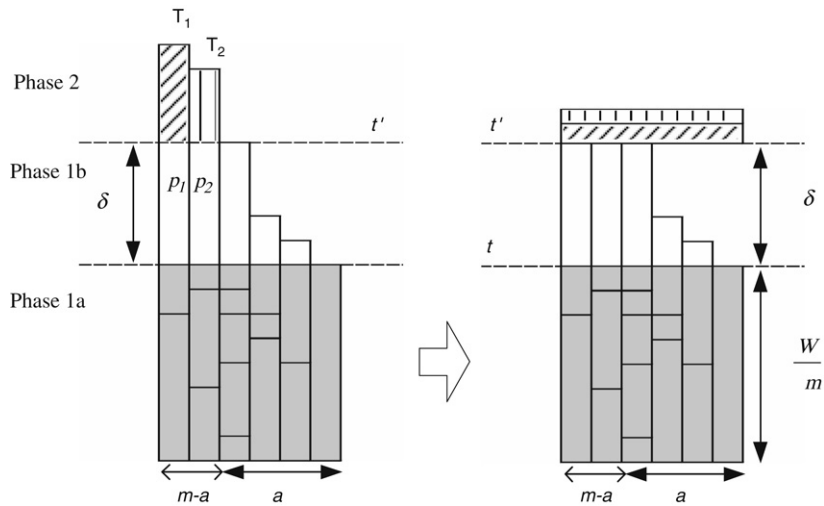 T1
T2
Phase 2
t'
t'
Phase 1b
p1 p2
δ
δ
t
Phase 1a
W
m
m-a
a
m-a
a